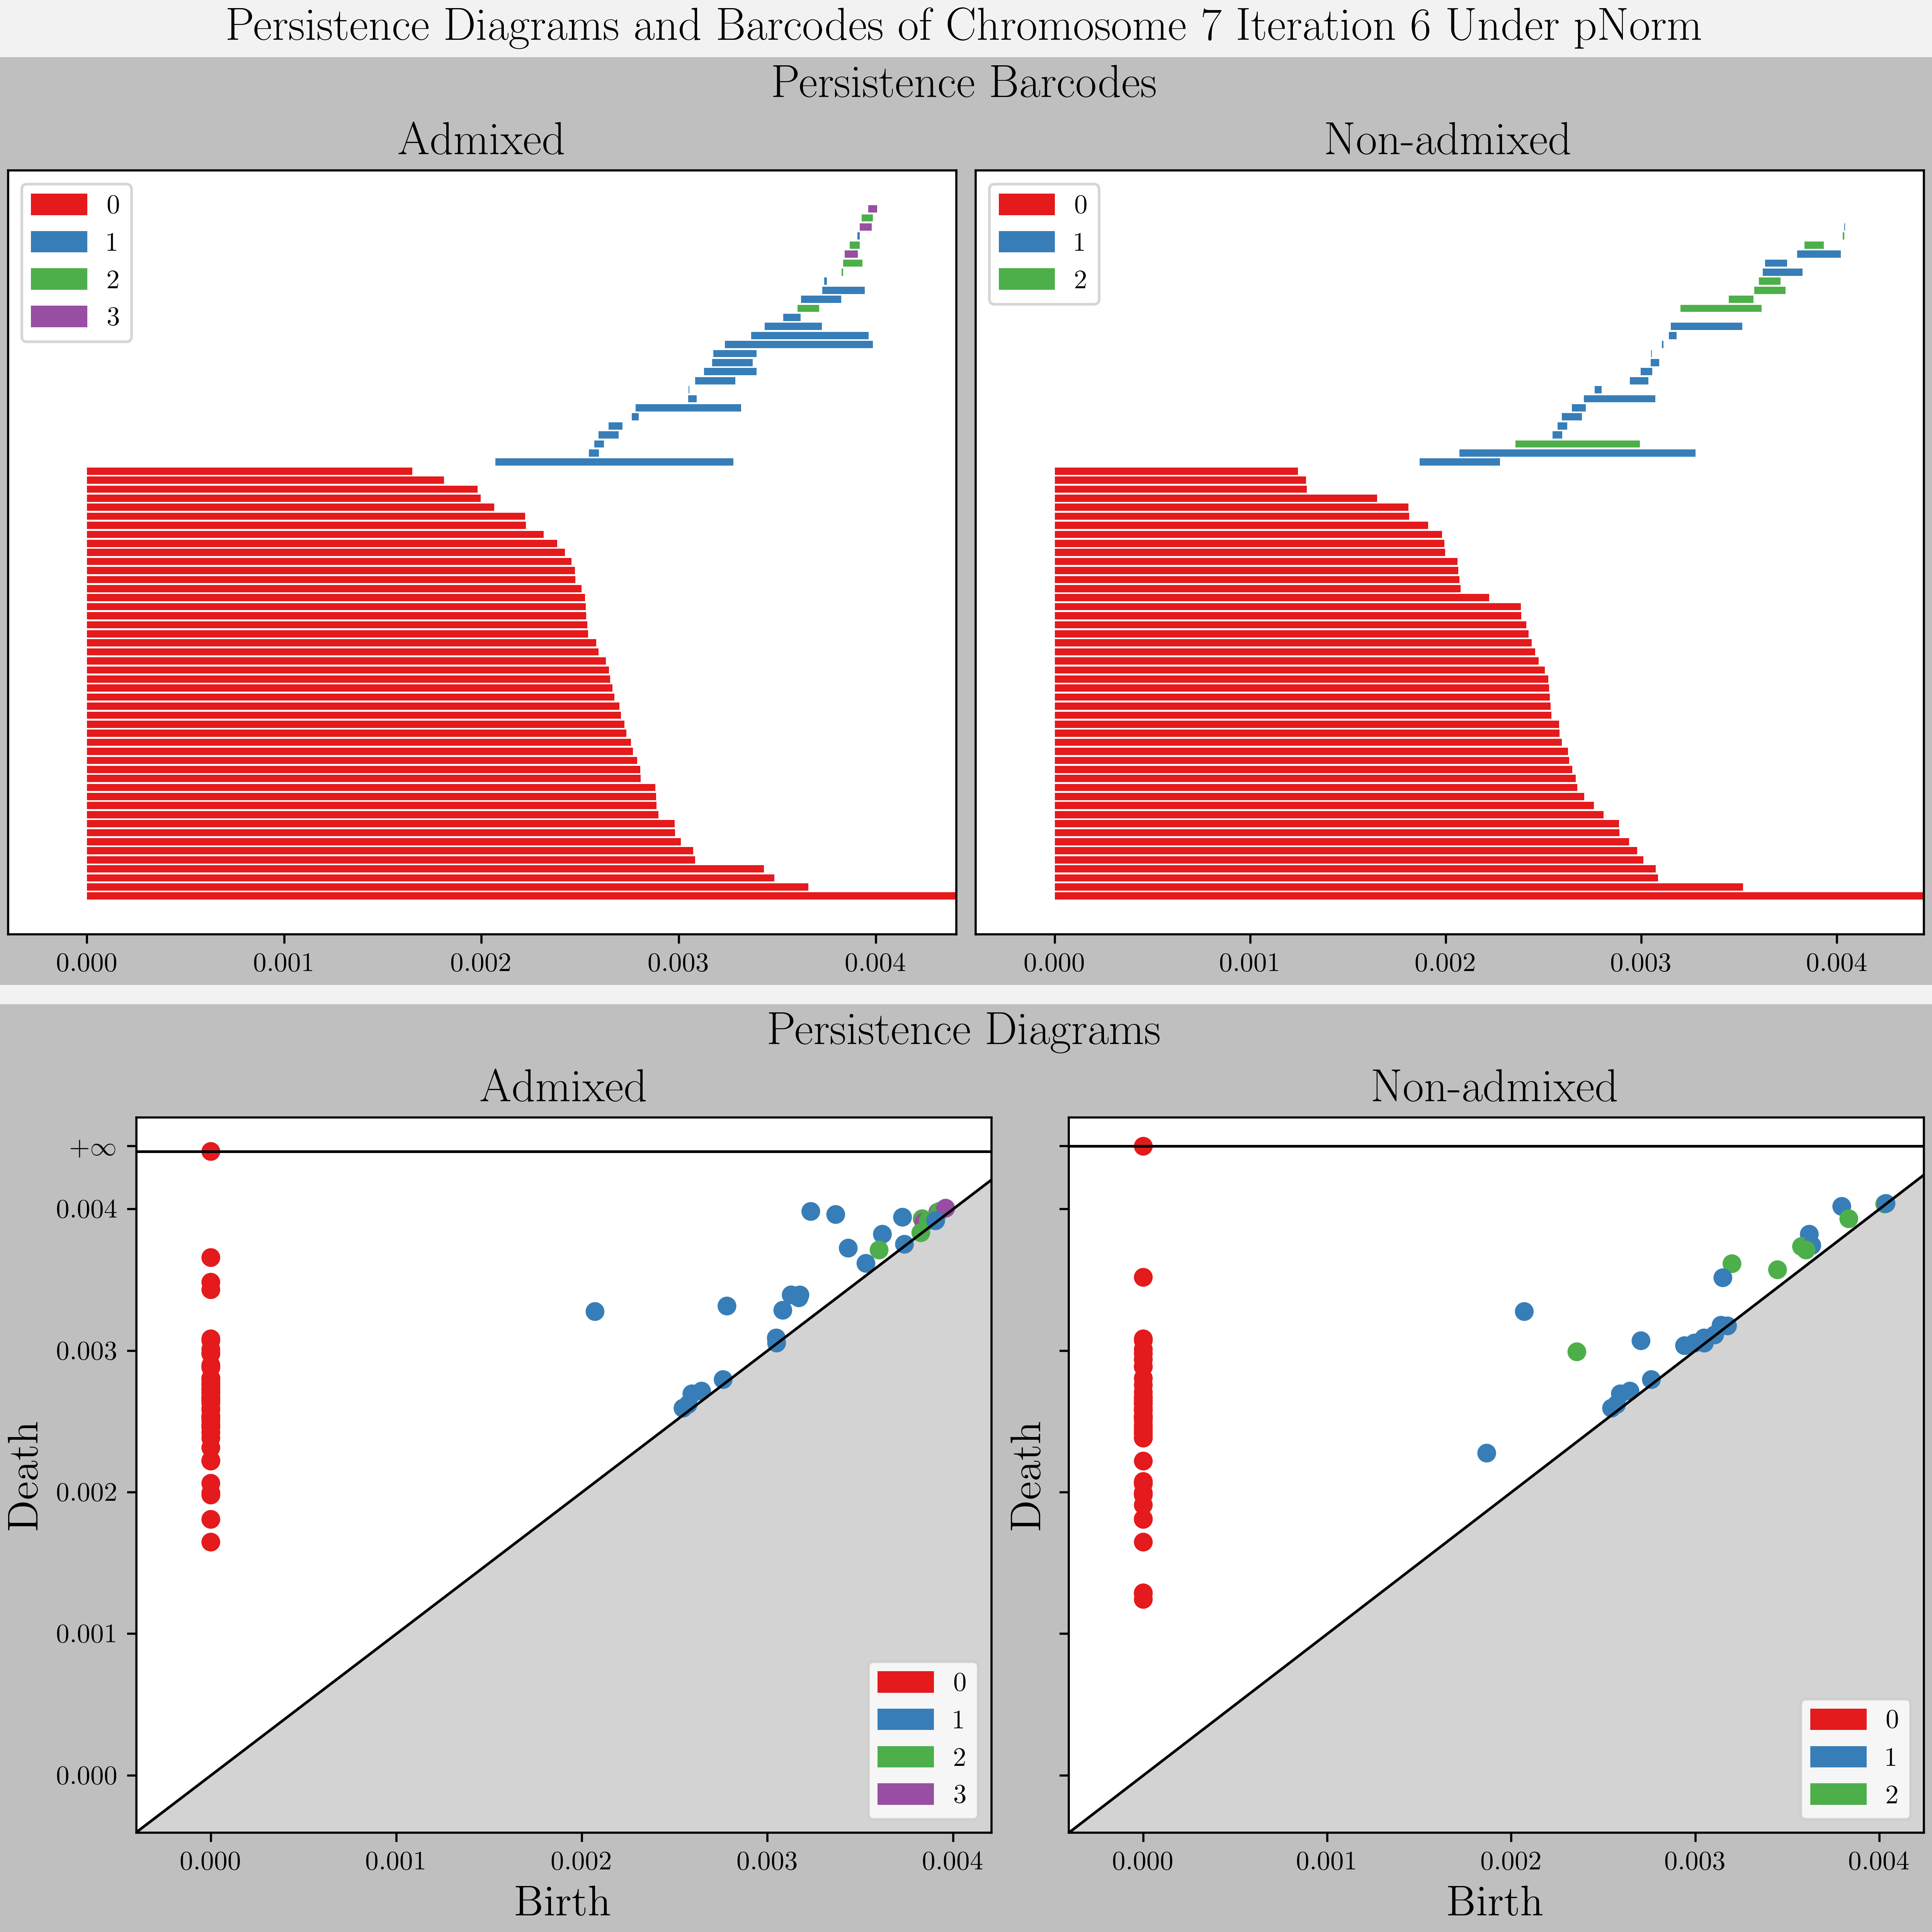 Persistence Diagrams and Barcodes of Chromosome 7 Iteration 6 Under pNorm
Persistence Barcodes
Admixed
Non-admixed
0
1
2
3
0
1
2
0.000 0.001 0.002 0.003 0.004
0.000 0.001 0.002 0.003 0.004
Persistence Diagrams
Admixed
Non-admixed
+∞
0.004
0.003
0.002
0.001
0.000
Death
0
1
2
3
0.000 0.001 0.002 0.003 0.004
Birth
Death
0
1
2
0.000 0.001 0.002 0.003 0.004
Birth